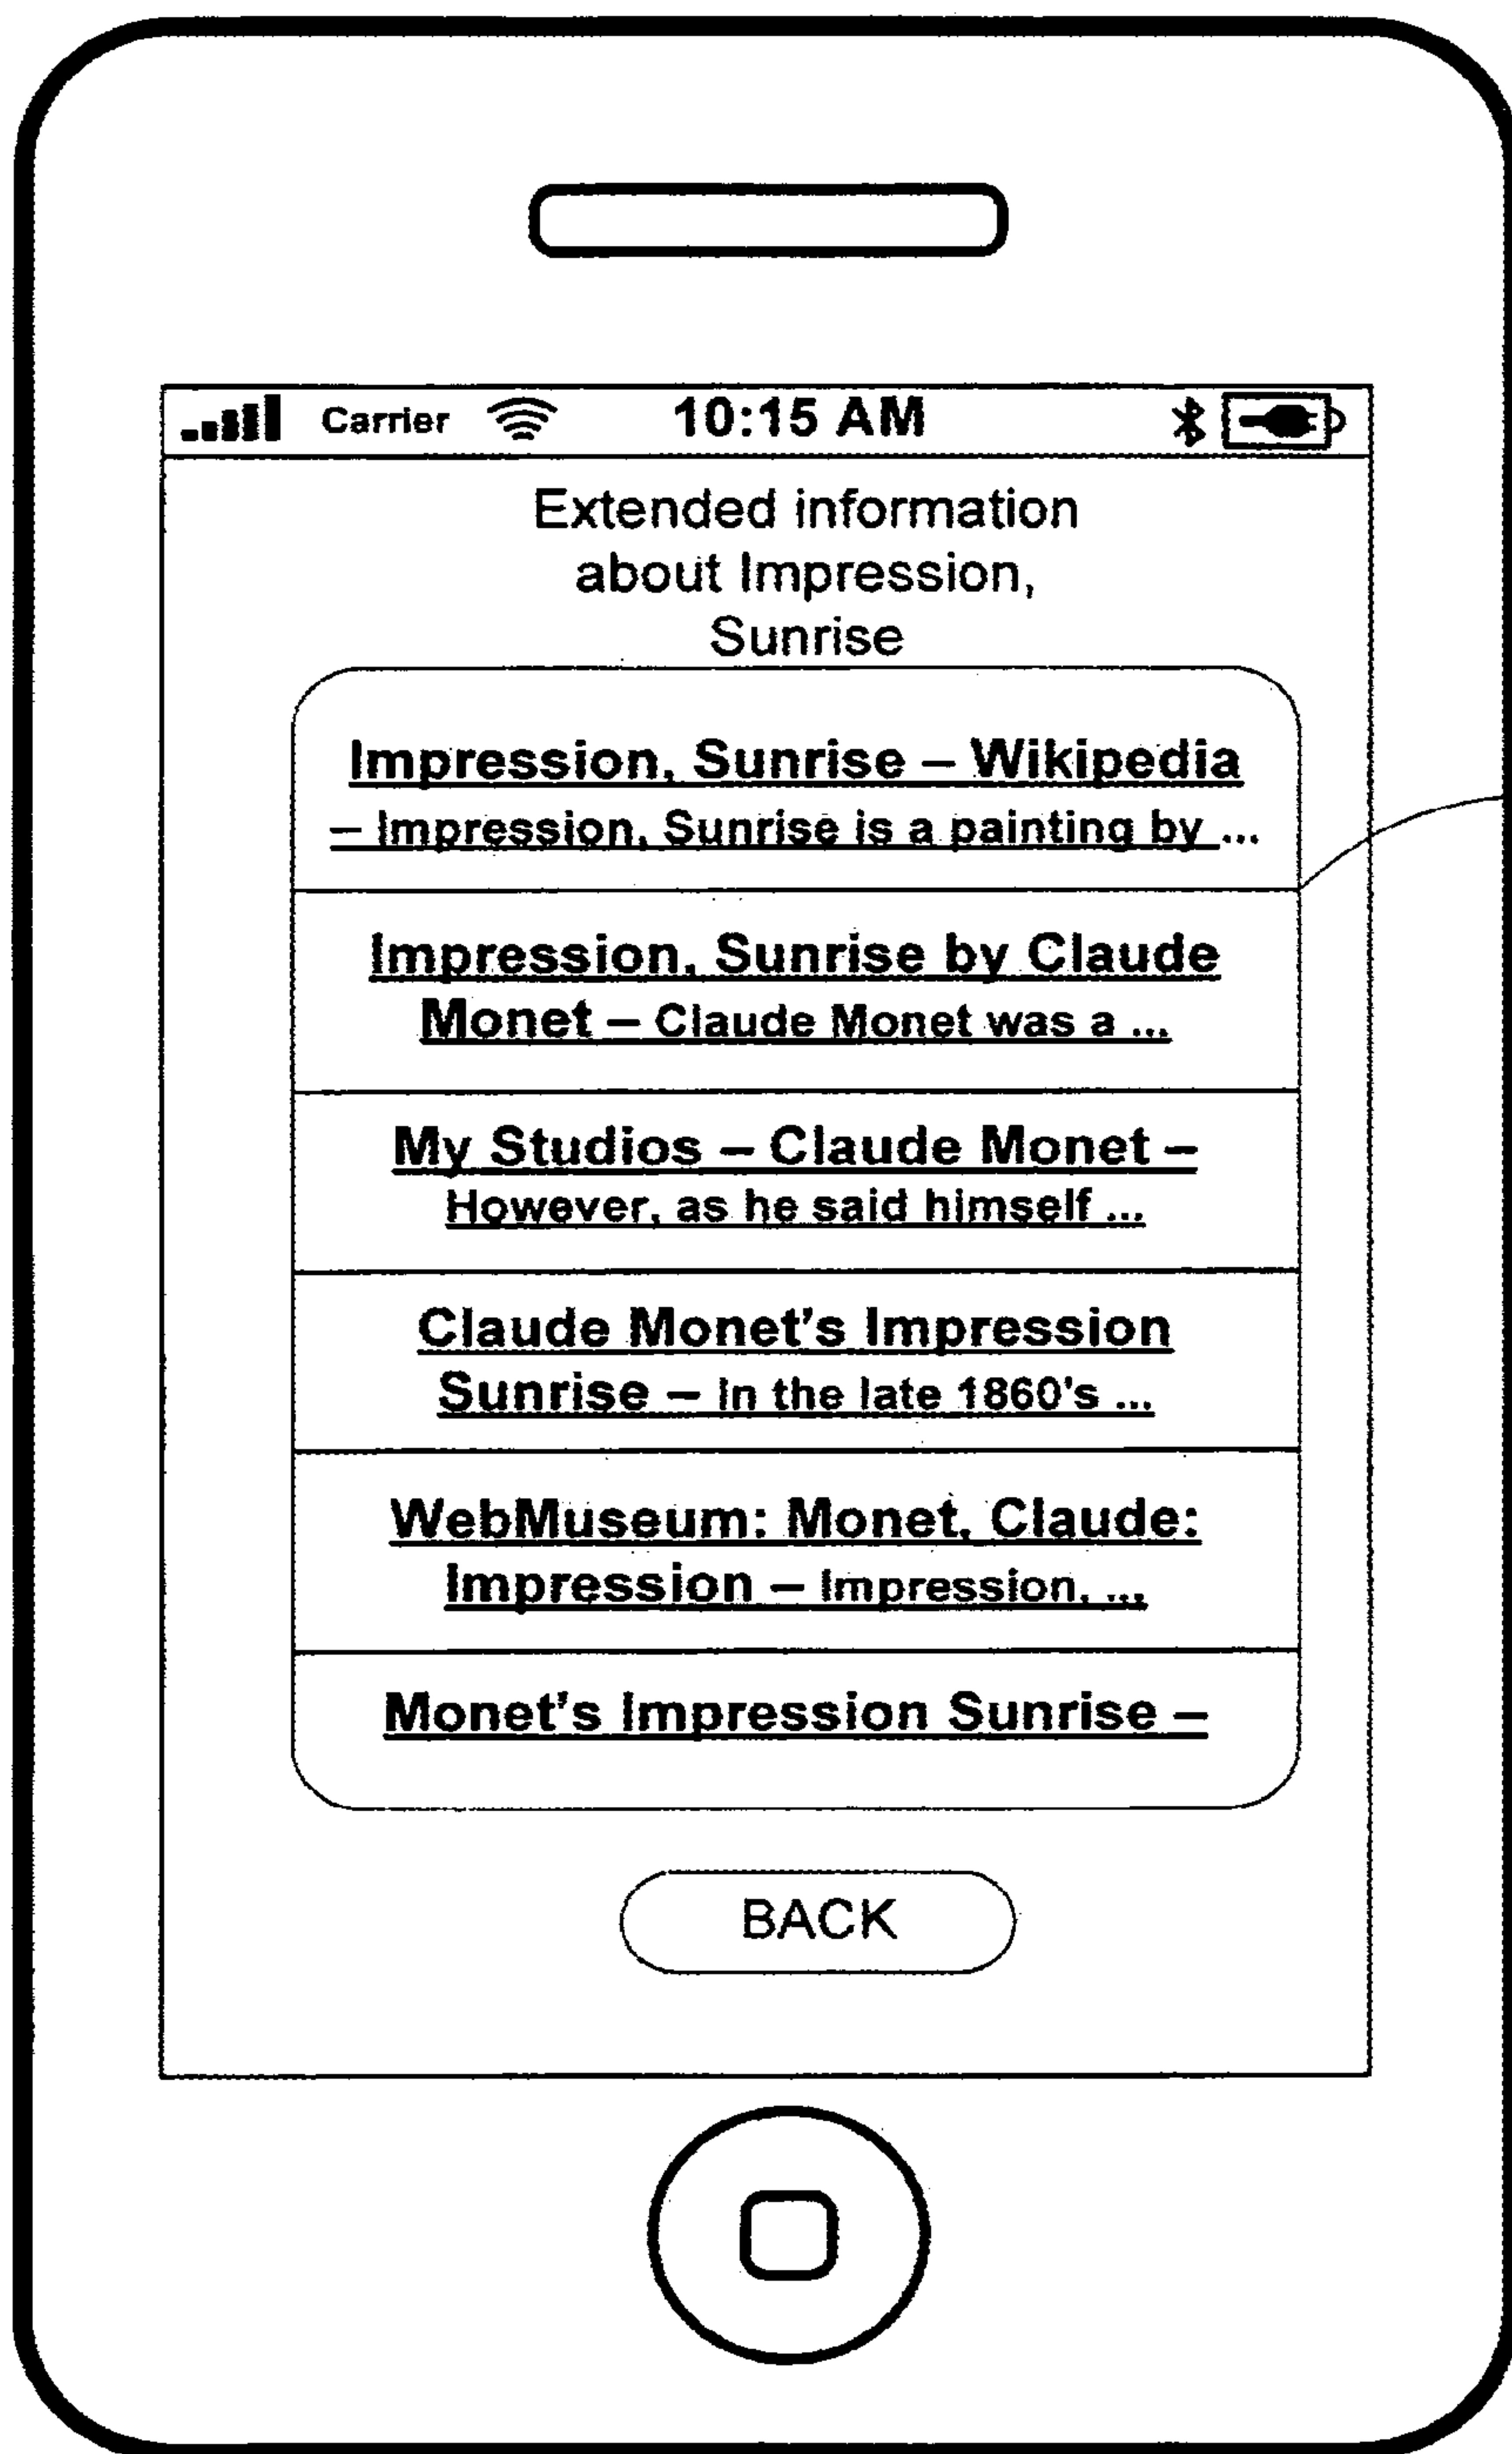 Carrier 10:15 AM
Extended information
about Impression,
Sunrise
Impression, Sunrise – Wikipedia
– Impression, Sunrise is a painting by ...
Impression, Sunrise by Claude
Monet – Claude Monet was a ...
My Studios – Claude Monet –
However, as he said himself ...
Claude Monet's Impression
Sunrise – In the late 1860's ...
WebMuseum: Monet, Claude:
Impression – Impression, ...
Monet's Impression Sunrise –
BACK